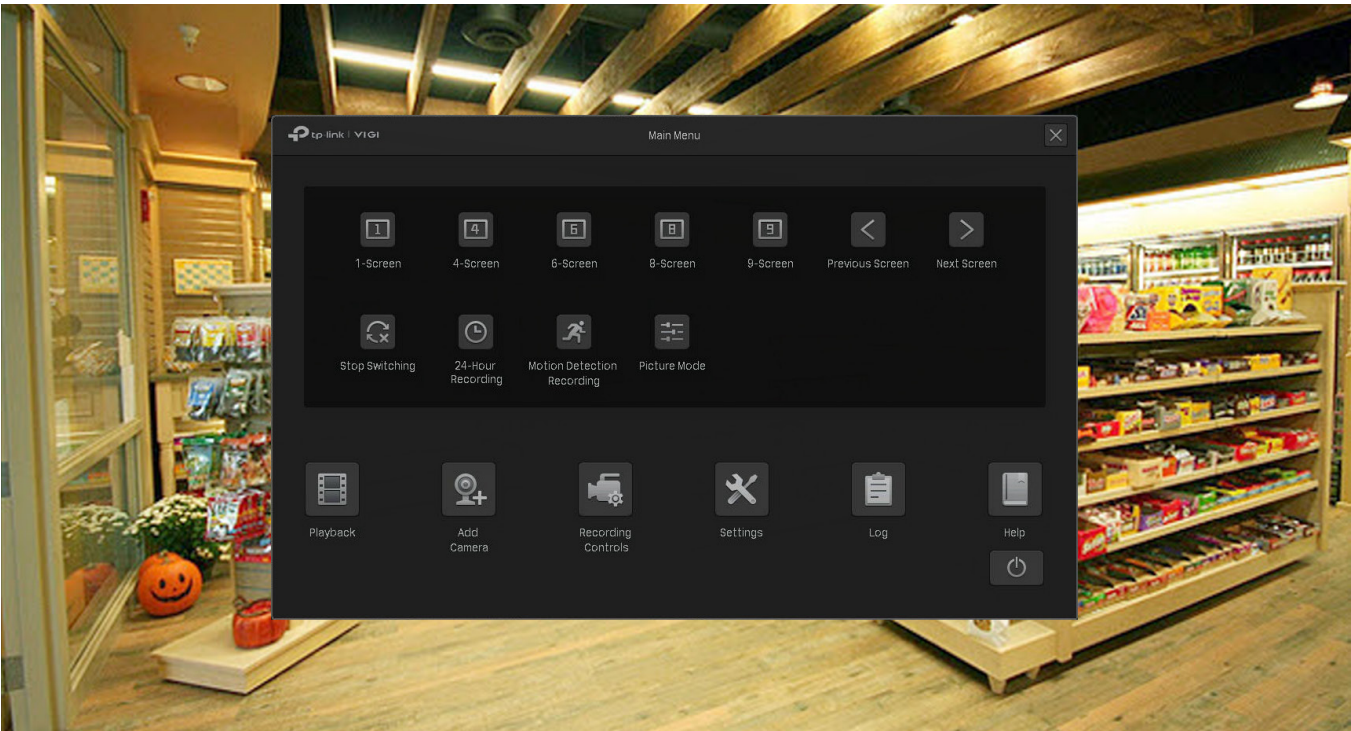 tp-link | VIGI
Main Menu
1 4 6 8 9
1-Screen 4-Screen 6-Screen 8-Screen 9-Screen Previous Screen Next Screen
Stop Switching 24-Hour Recording Motion Detection Recording Picture Mode
Playback Add Camera Recording Controls Settings Log Help